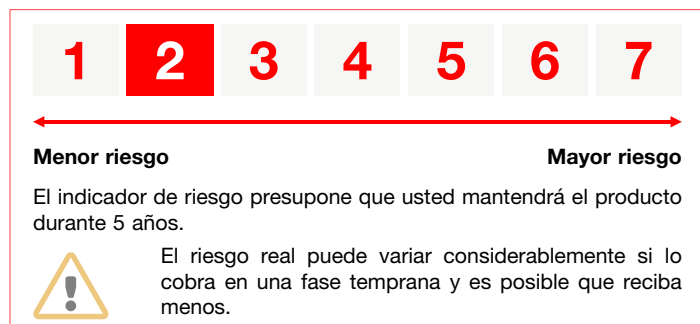 1 2 3 4 5 6 7
Menor riesgo Mayor riesgo
El indicador de riesgo presupone que usted mantendrá el producto
durante 5 años.
El riesgo real puede variar considerablemente si lo
cobra en una fase temprana y es posible que reciba
menos.